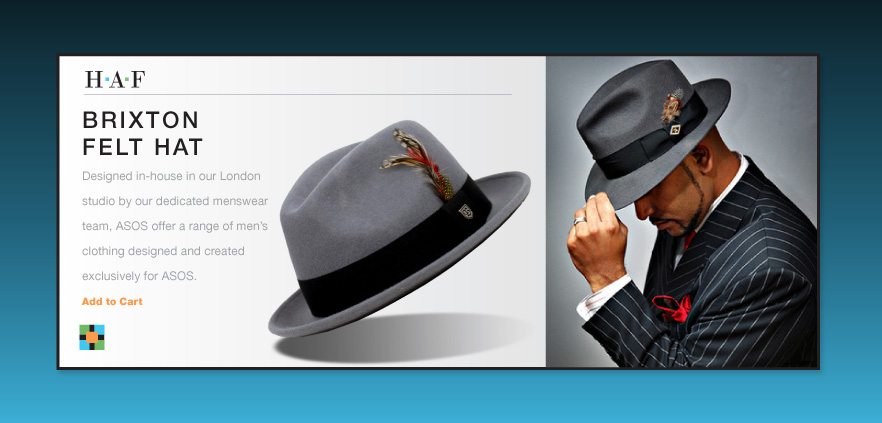 H·A·F
BRIXTON
FELT HAT
Designed in-house in our London
studio by our dedicated menswear
team, ASOS offer a range of men's
clothing designed and created
exclusively for ASOS.
Add to Cart